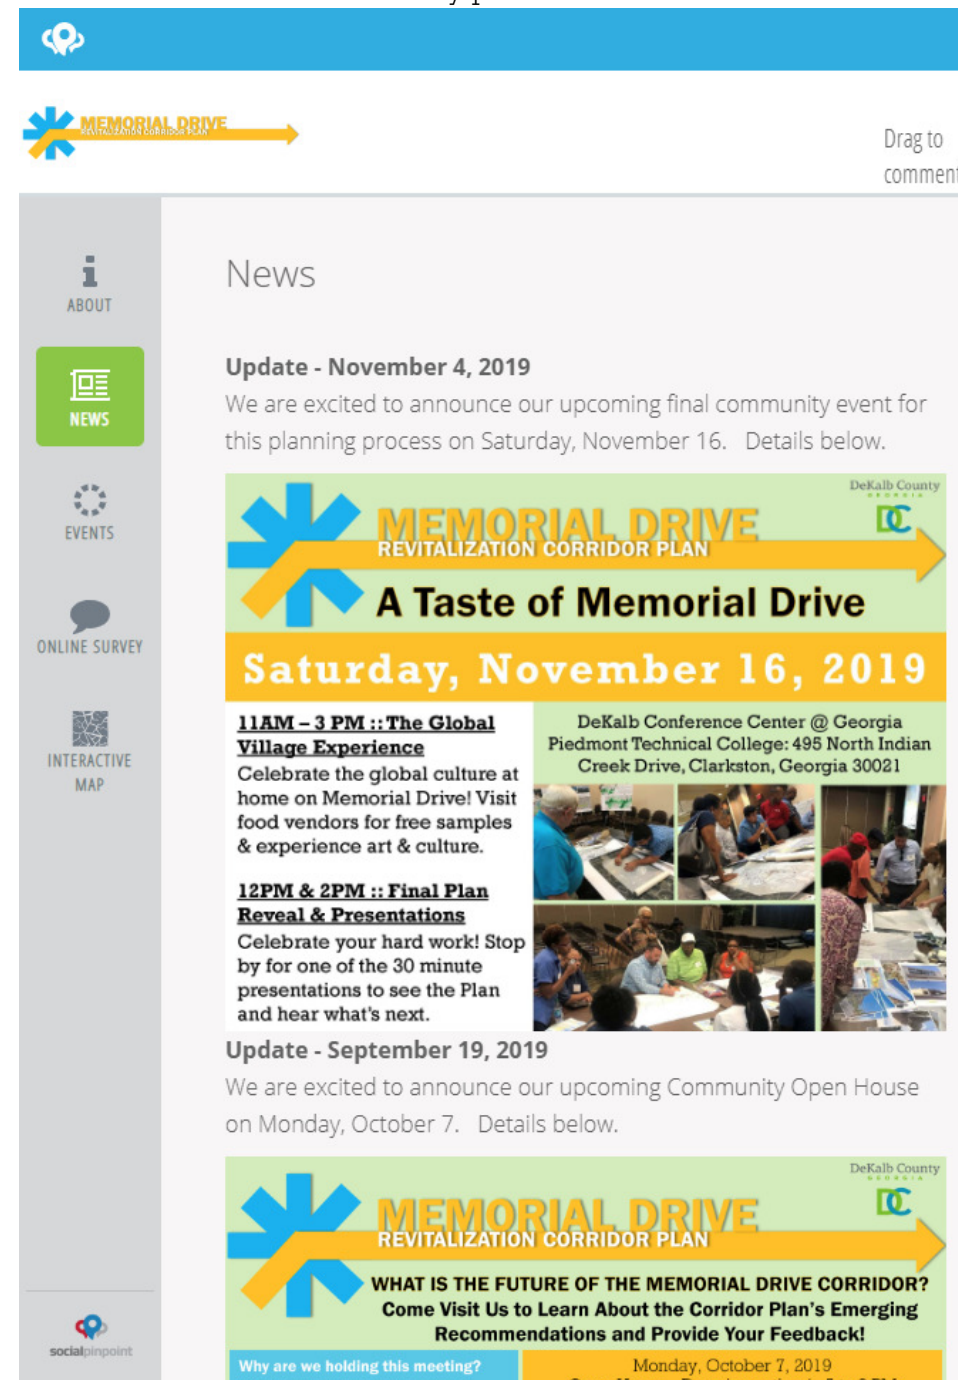 MEMORIAL DRIVE
REVITALIZATION CORRIDOR PLAN
Drag to
comment
ABOUT
NEWS
EVENTS
ONLINE SURVEY
INTERACTIVE
MAP
socialpinpoint
News
Update - November 4, 2019
We are excited to announce our upcoming final community event for
this planning process on Saturday, November 16. Details below.
DeKalb County
GEORGIA
DC
MEMORIAL DRIVE
REVITALIZATION CORRIDOR PLAN
A Taste of Memorial Drive
Saturday, November 16, 2019
11AM – 3 PM :: The Global
Village Experience
Celebrate the global culture at
home on Memorial Drive! Visit
food vendors for free samples
& experience art & culture.
12PM & 2PM :: Final Plan
Reveal & Presentations
Celebrate your hard work! Stop
by for one of the 30 minute
presentations to see the Plan
and hear what's next.
DeKalb Conference Center @ Georgia
Piedmont Technical College: 495 North Indian
Creek Drive, Clarkston, Georgia 30021
Update - September 19, 2019
We are excited to announce our upcoming Community Open House
on Monday, October 7. Details below.
DeKalb County
GEORGIA
DC
MEMORIAL DRIVE
REVITALIZATION CORRIDOR PLAN
WHAT IS THE FUTURE OF THE MEMORIAL DRIVE CORRIDOR?
Come Visit Us to Learn About the Corridor Plan's Emerging
Recommendations and Provide Your Feedback!
Why are we holding this meeting?
Monday, October 7, 2019